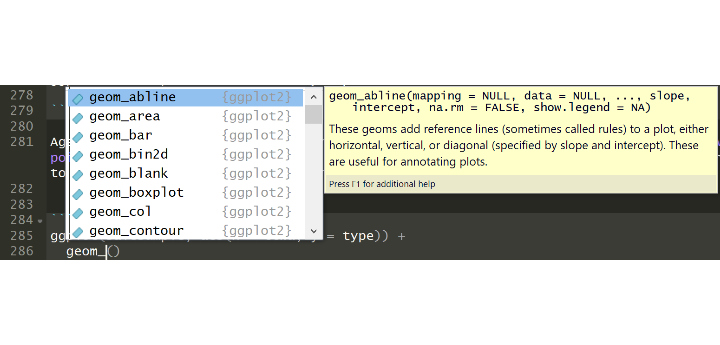 278
279
280
281 Ag
po
to
282
283
284
285 gg = type)) +
286 geom_()
geom_abline {ggplot2}
geom_area {ggplot2}
geom_bar {ggplot2}
geom_bin2d {ggplot2}
geom_blank {ggplot2}
geom_boxplot {ggplot2}
geom_col {ggplot2}
geom_contour {ggplot2}
geom_abline(mapping = NULL, data = NULL, ..., slope,
intercept, na.rm = FALSE, show.legend = NA)
These geoms add reference lines (sometimes called rules) to a plot, either
horizontal, vertical, or diagonal (specified by slope and intercept). These
are useful for annotating plots.
Press F1 for additional help